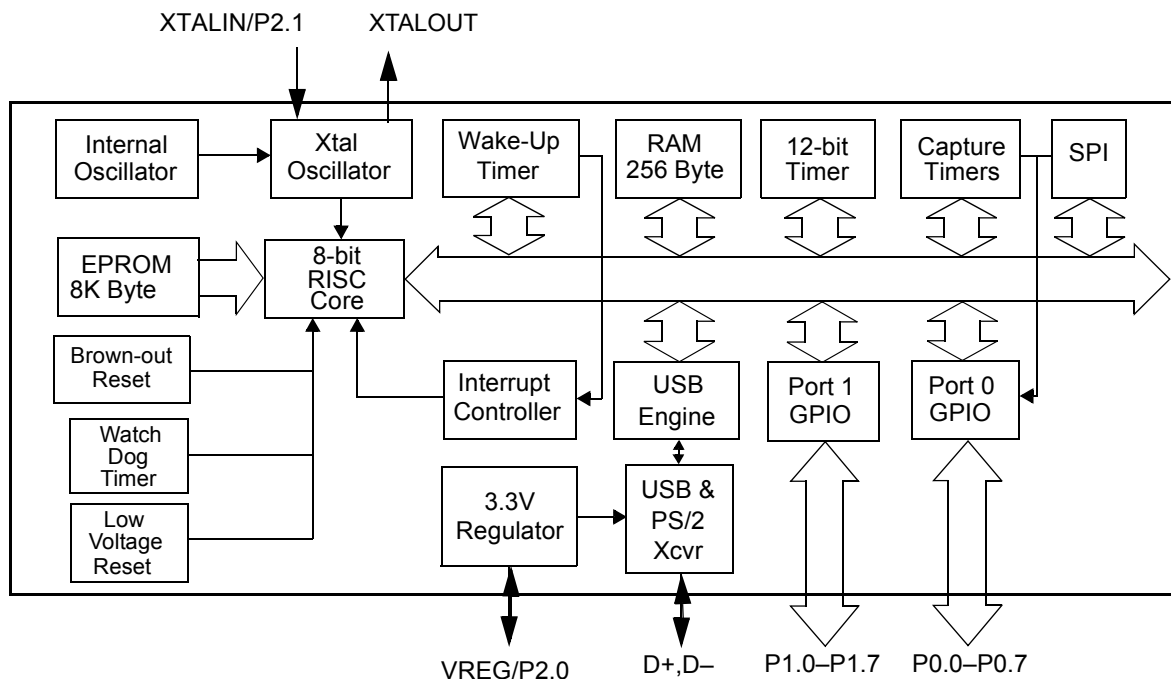 XTALIN/P2.1
XTALOUT
Internal
Oscillator
Xtal
Oscillator
Wake-Up
Timer
RAM
256 Byte
12-bit
Timer
Capture
Timers
SPI
EPROM
8K Byte
8-bit
RISC
Core
Brown-out
Reset
Interrupt
Controller
USB
Engine
Port 1
GPIO
Port 0
GPIO
Watch
Dog
Timer
3.3V
Regulator
USB &
PS/2
Xcvr
Low
Voltage
Reset
VREG/P2.0
D+,D–
P1.0–P1.7
P0.0–P0.7